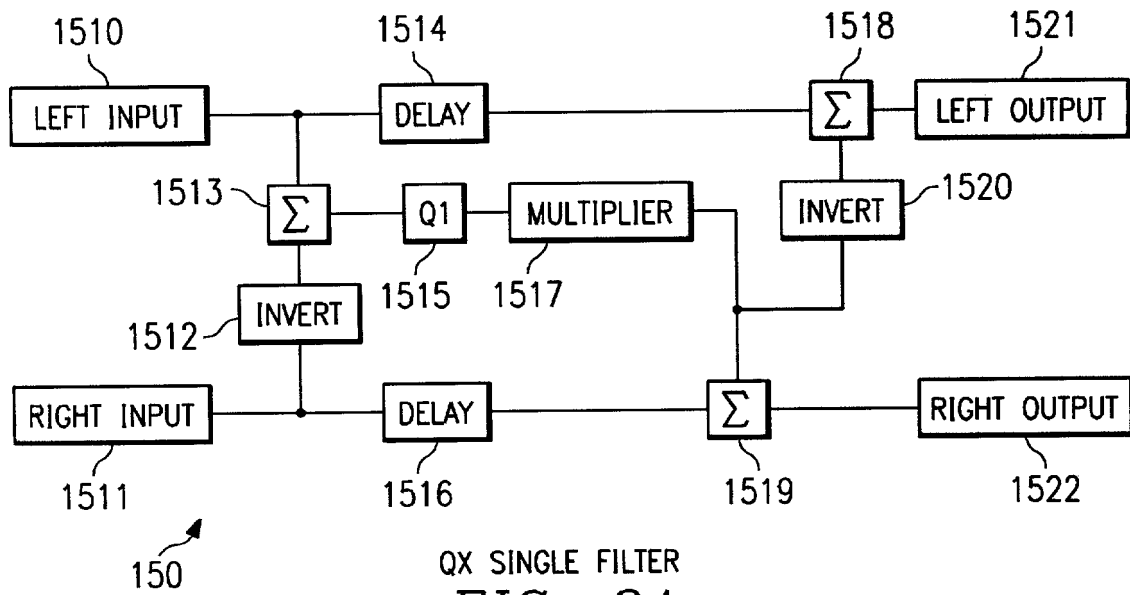 1510
1514
1518
1521
LEFT INPUT
DELAY
Σ
LEFT OUTPUT
1513
Σ
Q1
MULTIPLIER
INVERT
1520
1515
1517
1512
INVERT
RIGHT INPUT
DELAY
Σ
RIGHT OUTPUT
1511
1516
1519
1522
150
QX SINGLE FILTER